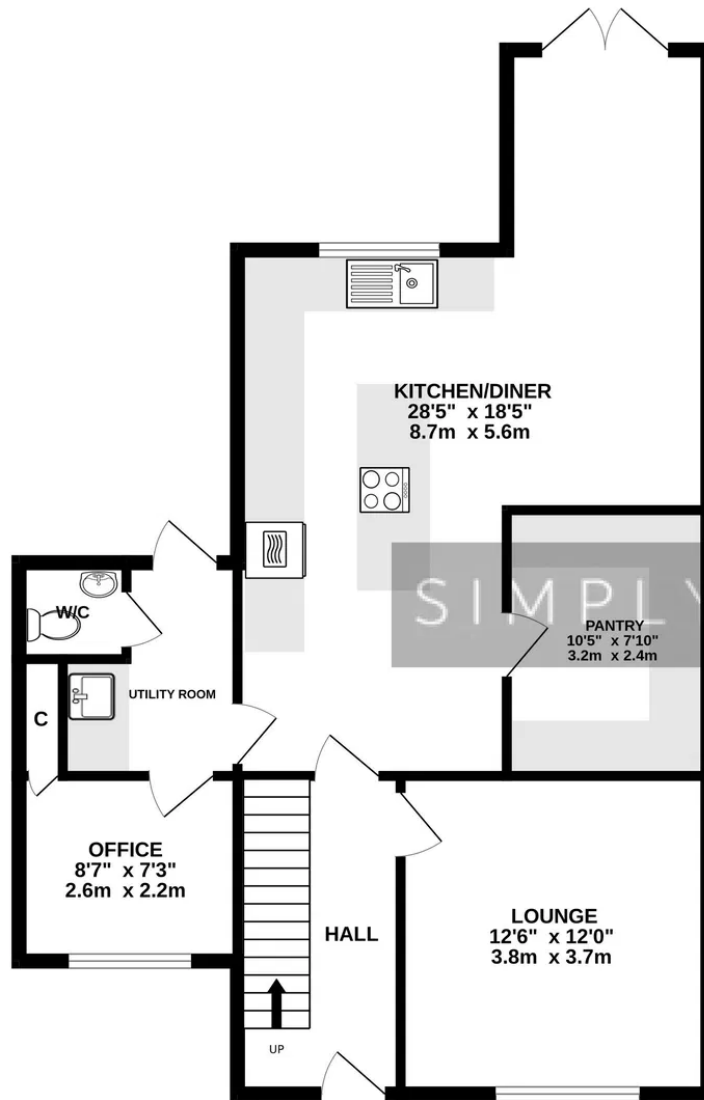 KITCHEN/DINER
28'5" x 18'5"
8.7m x 5.6m
SIMPLY
W/C
PANTRY
10'5" x 7'10"
3.2m x 2.4m
UTILITY ROOM
C
OFFICE
8'7" x 7'3"
2.6m x 2.2m
HALL
LOUNGE
12'6" x 12'0"
3.8m x 3.7m
UP